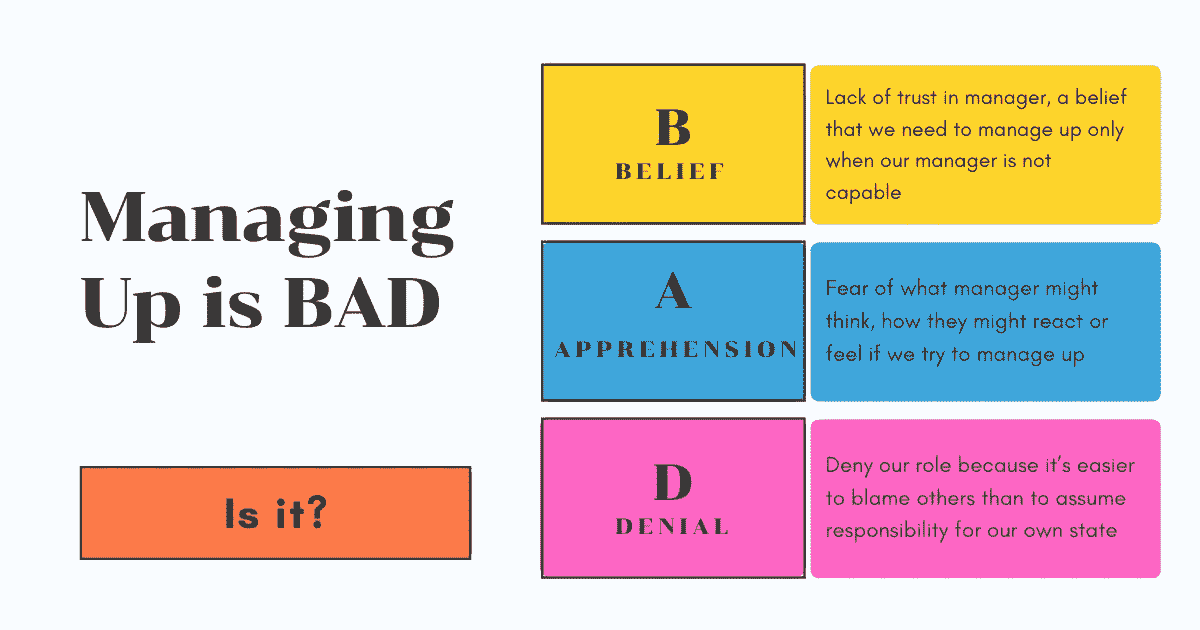 Managing
Up is BAD
Is it?
B
BELIEF
Lack of trust in manager, a belief
that we need to manage up only
when our manager is not
capable
A
APPREHENSION
Fear of what manager might
think, how they might react or
feel if we try to manage up
D
DENIAL
Deny our role because it's easier
to blame others than to assume
responsibility for our own state